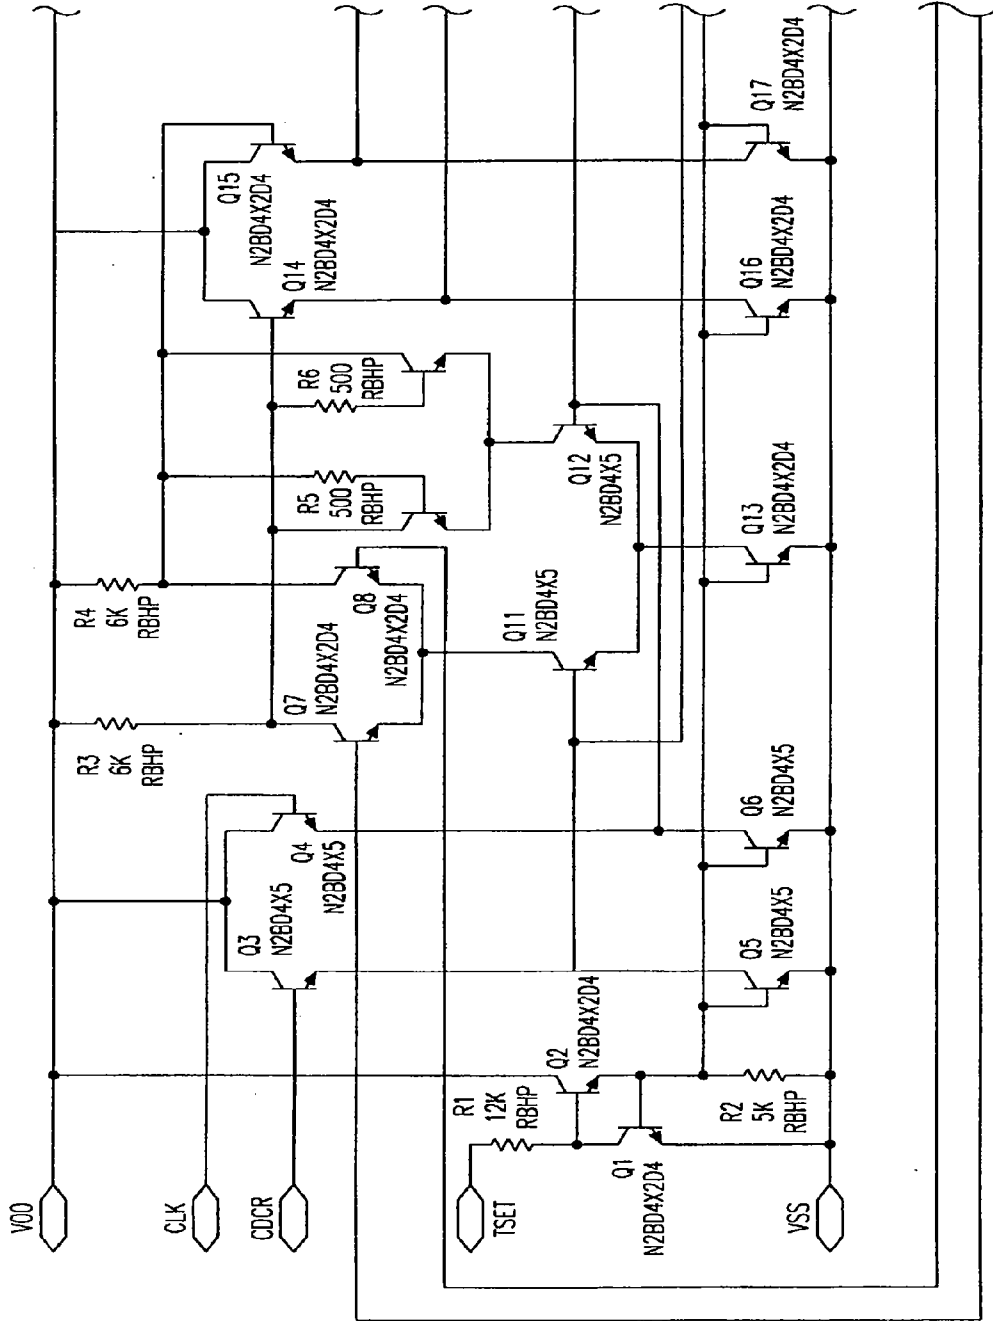 VOO
CLK
CDCR
TSET
VSS
R1
12K
RBHP
Q2
N2BD4X2D4
Q1
N2BD4X2D4
R2
5K
RBHP
Q3
N2BD4X5
Q4
N2BD4X5
Q5
N2BD4X5
Q6
N2BD4X5
R3
6K
RBHP
R4
6K
RBHP
Q7
N2BD4X2D4
Q8
N2BD4X2D4
R5
500
RBHP
R6
500
RBHP
Q11
N2BD4X5
Q12
N2BD4X5
Q13
N2BD4X2D4
Q14
N2BD4X2D4
Q15
N2BD4X2D4
Q16
N2BD4X2D4
Q17
N2BD4X2D4